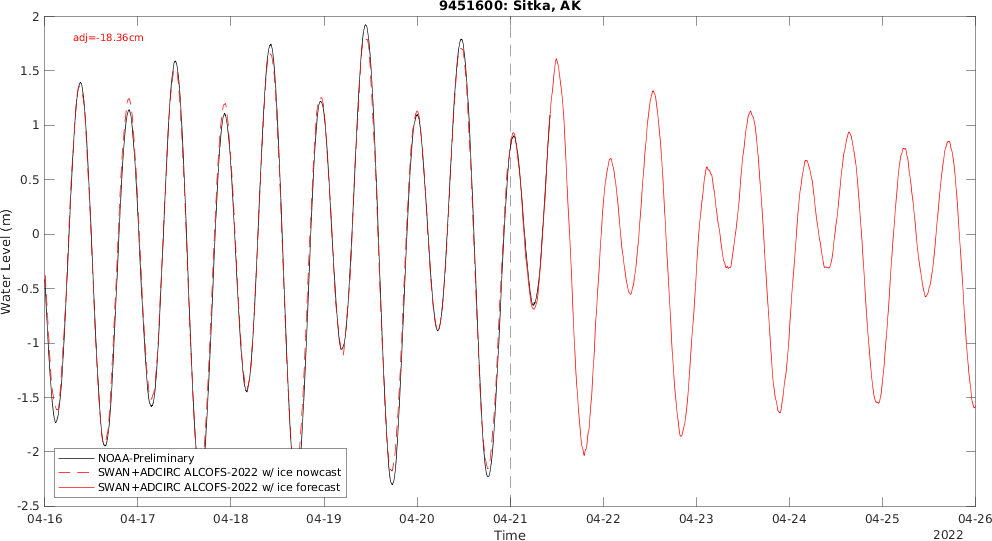 9451600: Sitka, AK
adj=-18.36cm
Water Level (m)
2
1.5
1
0.5
0
-0.5
-1
-1.5
-2
-2.5
NOAA-Preliminary
SWAN+ADCIRC ALCOFS-2022 w/ ice nowcast
SWAN+ADCIRC ALCOFS-2022 w/ ice forecast
04-16 04-17 04-18 04-19 04-20 04-21 04-22 04-23 04-24 04-25 04-26
Time
2022